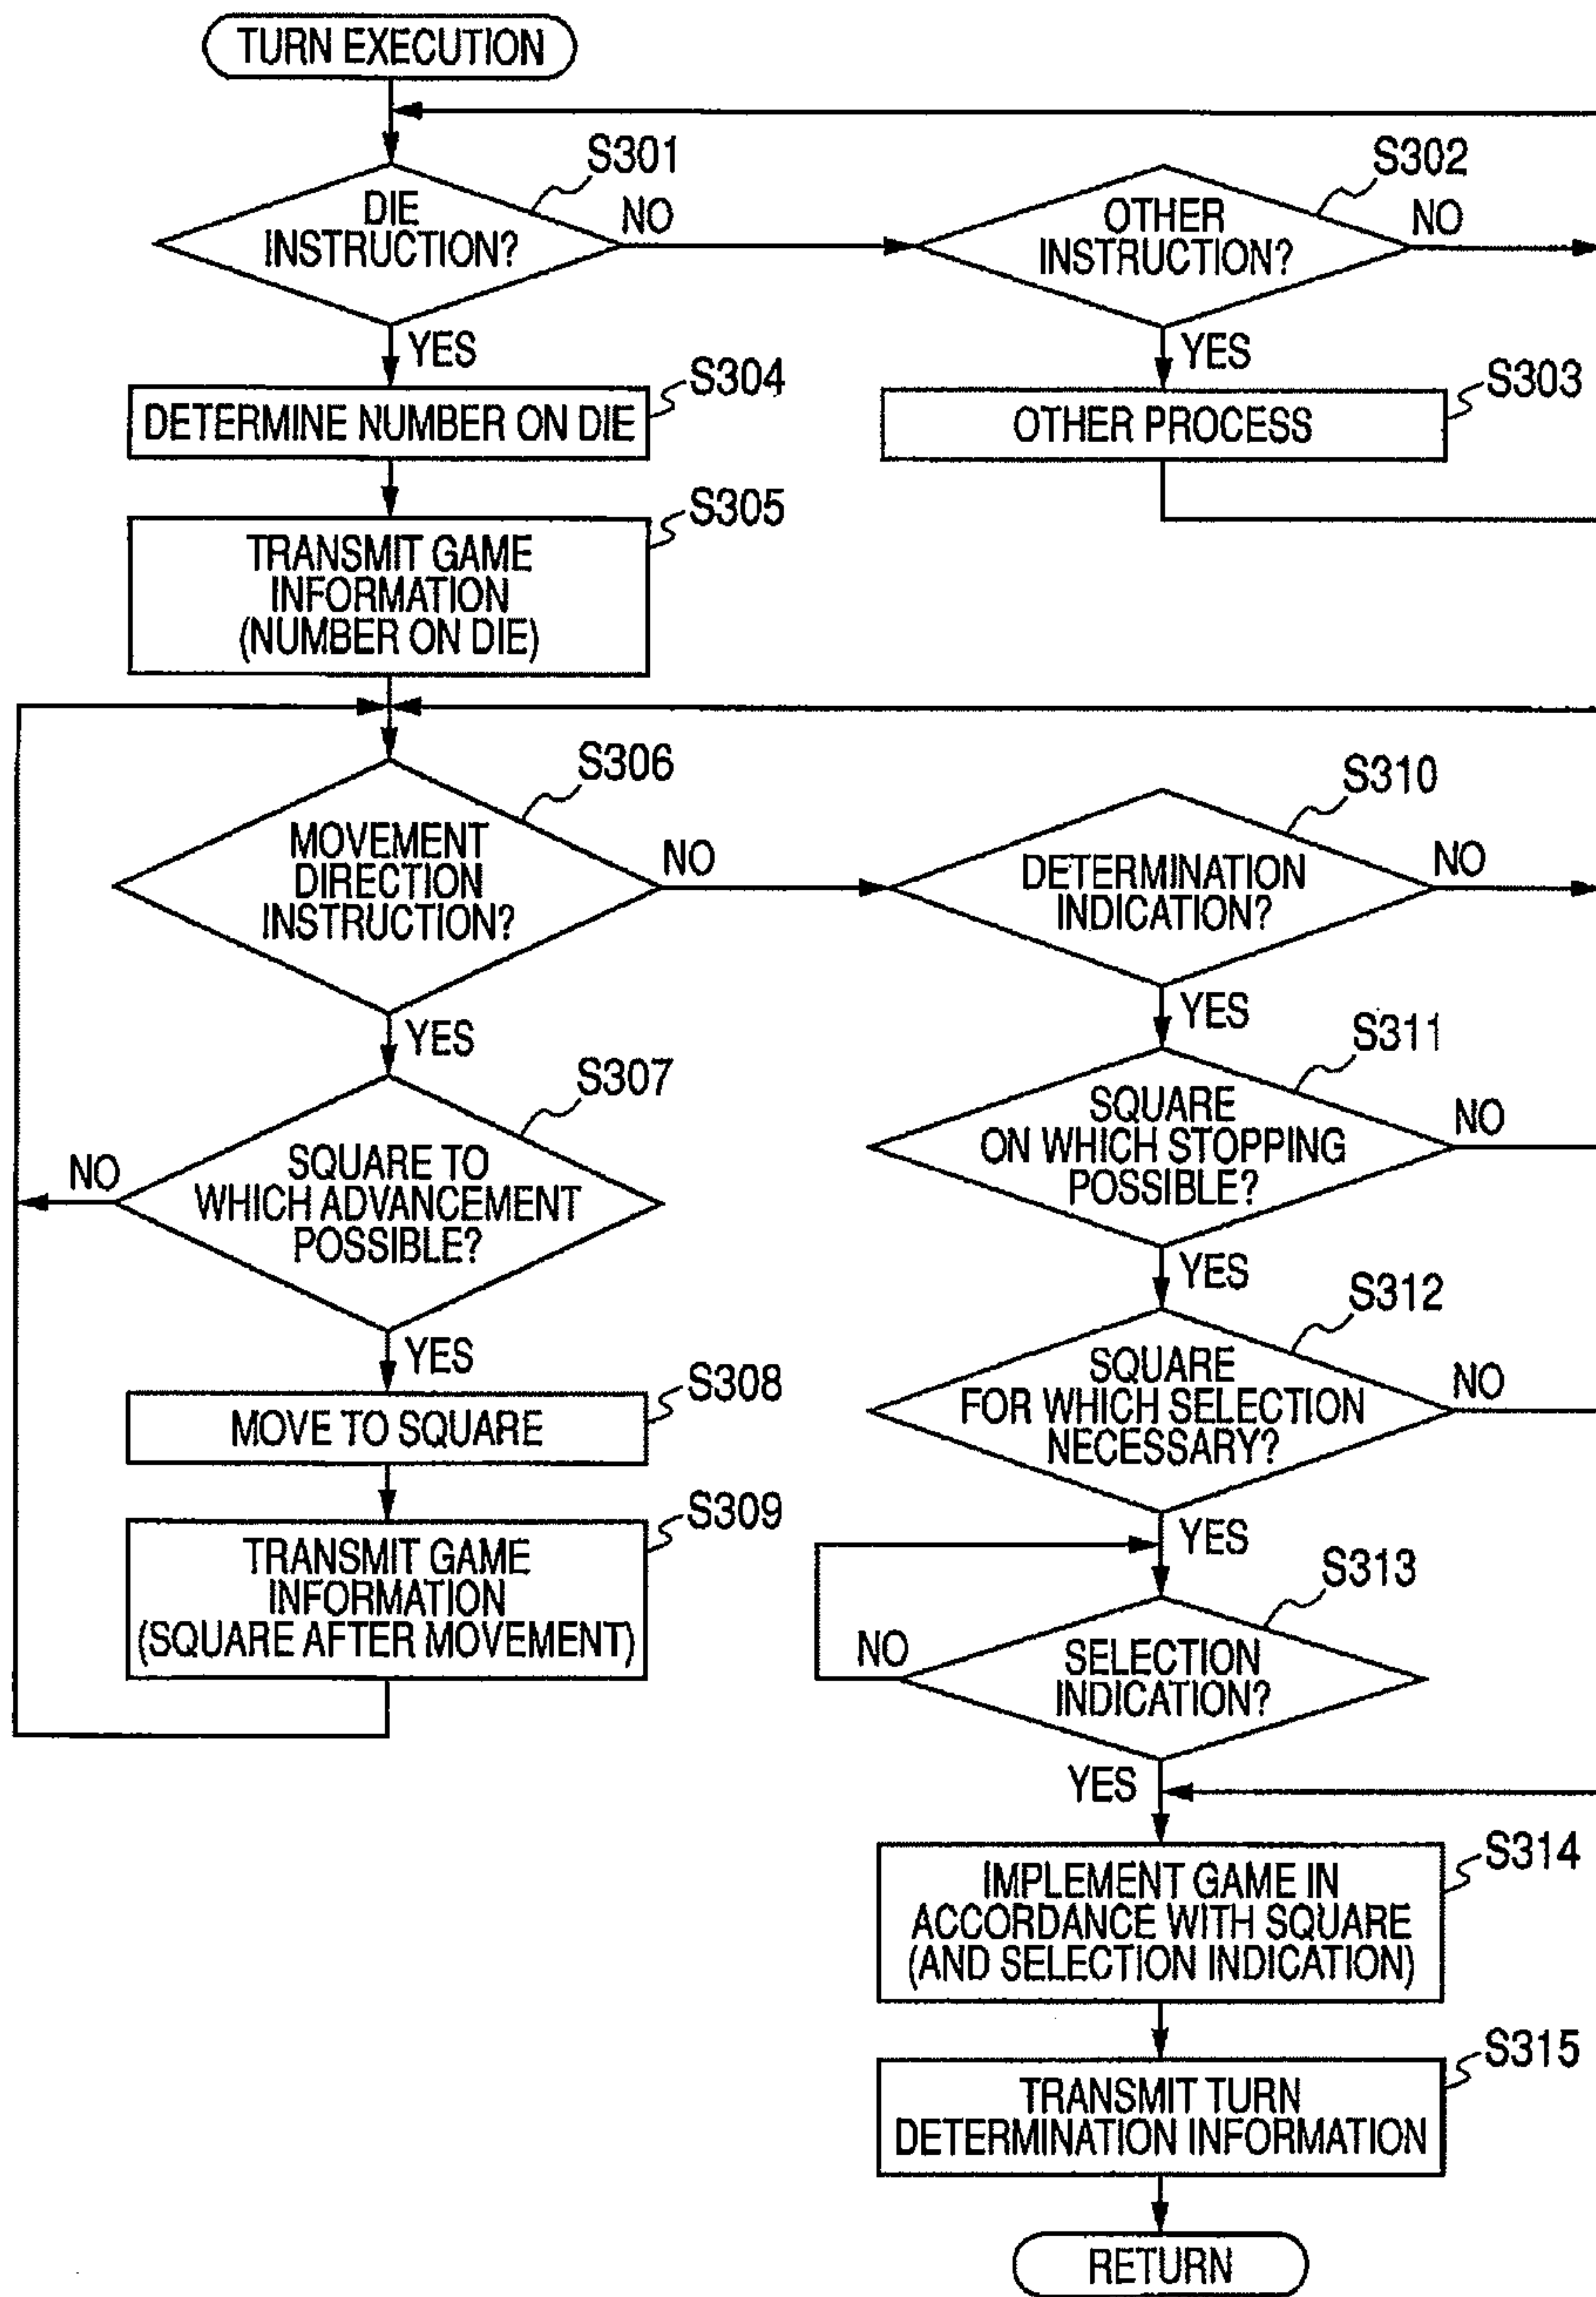 TURN EXECUTION
S301
DIE
INSTRUCTION?
NO
YES
S302
OTHER
INSTRUCTION?
NO
YES
S304
DETERMINE NUMBER ON DIE
S303
OTHER PROCESS
S305
TRANSMIT GAME
INFORMATION
(NUMBER ON DIE)
S306
MOVEMENT
DIRECTION
INSTRUCTION?
NO
YES
S307
SQUARE TO
WHICH ADVANCEMENT
POSSIBLE?
NO
YES
S308
MOVE TO SQUARE
S309
TRANSMIT GAME
INFORMATION
(SQUARE AFTER MOVEMENT)
S310
DETERMINATION
INDICATION?
NO
YES
S311
SQUARE
ON WHICH STOPPING
POSSIBLE?
NO
YES
S312
SQUARE
FOR WHICH SELECTION
NECESSARY?
NO
YES
S313
SELECTION
INDICATION?
NO
YES
S314
IMPLEMENT GAME IN
ACCORDANCE WITH SQUARE
(AND SELECTION INDICATION)
S315
TRANSMIT TURN
DETERMINATION INFORMATION
RETURN